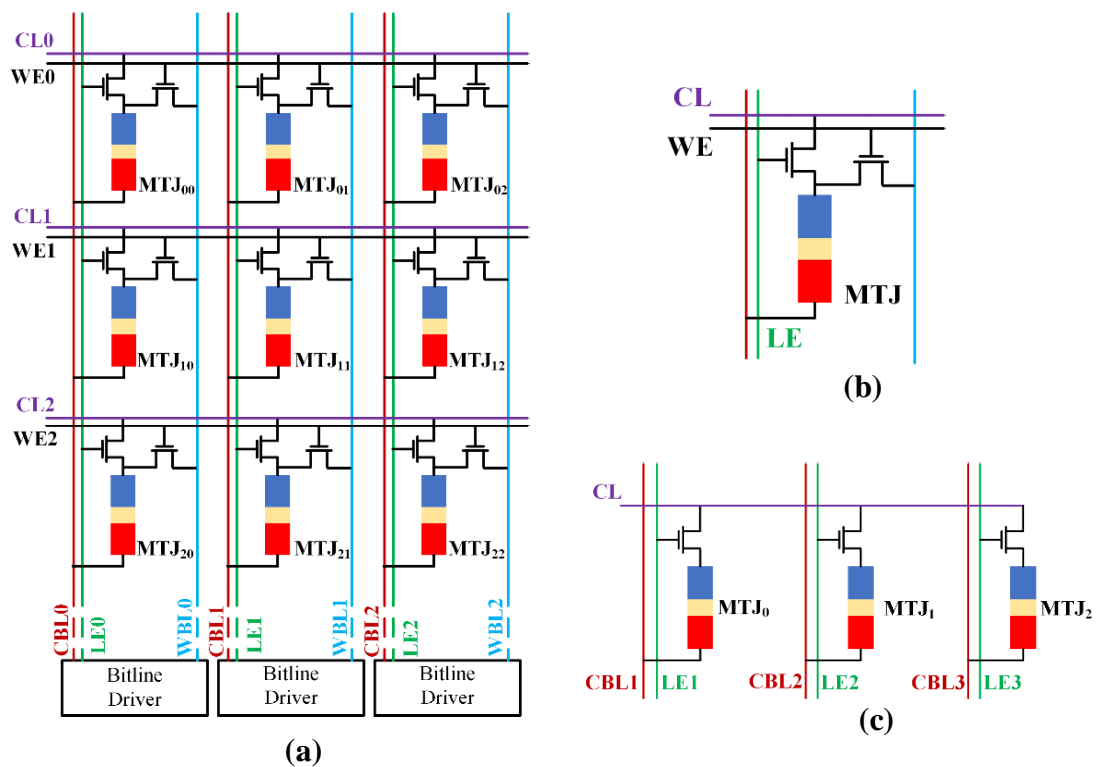 CL0
WE0
MTJ00
MTJ01
MTJ02
CL1
WE1
MTJ10
MTJ11
MTJ12
CL2
WE2
MTJ20
MTJ21
MTJ22
CBL0
LE0
WBL0
CBL1
LE1
WBL1
CBL2
LE2
WBL2
Bitline
Driver
Bitline
Driver
Bitline
Driver
(a)
CL
WE
MTJ
LE
(b)
CL
MTJ0
MTJ1
MTJ2
CBL1
LE1
CBL2
LE2
CBL3
LE3
(c)